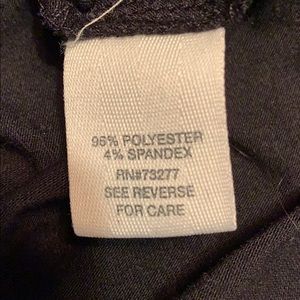 96% POLYESTER
4% SPANDEX
RN#73277
SEE REVERSE
FOR CARE